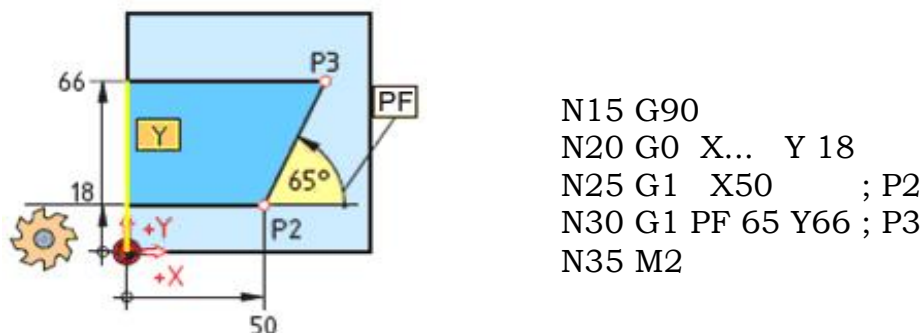 P3
66
PF
Y
65°
18
P2
+Y
+X
50
N15 G90
N20 G0 X... Y 18
N25 G1 X50 ; P2
N30 G1 PF 65 Y66 ; P3
N35 M2